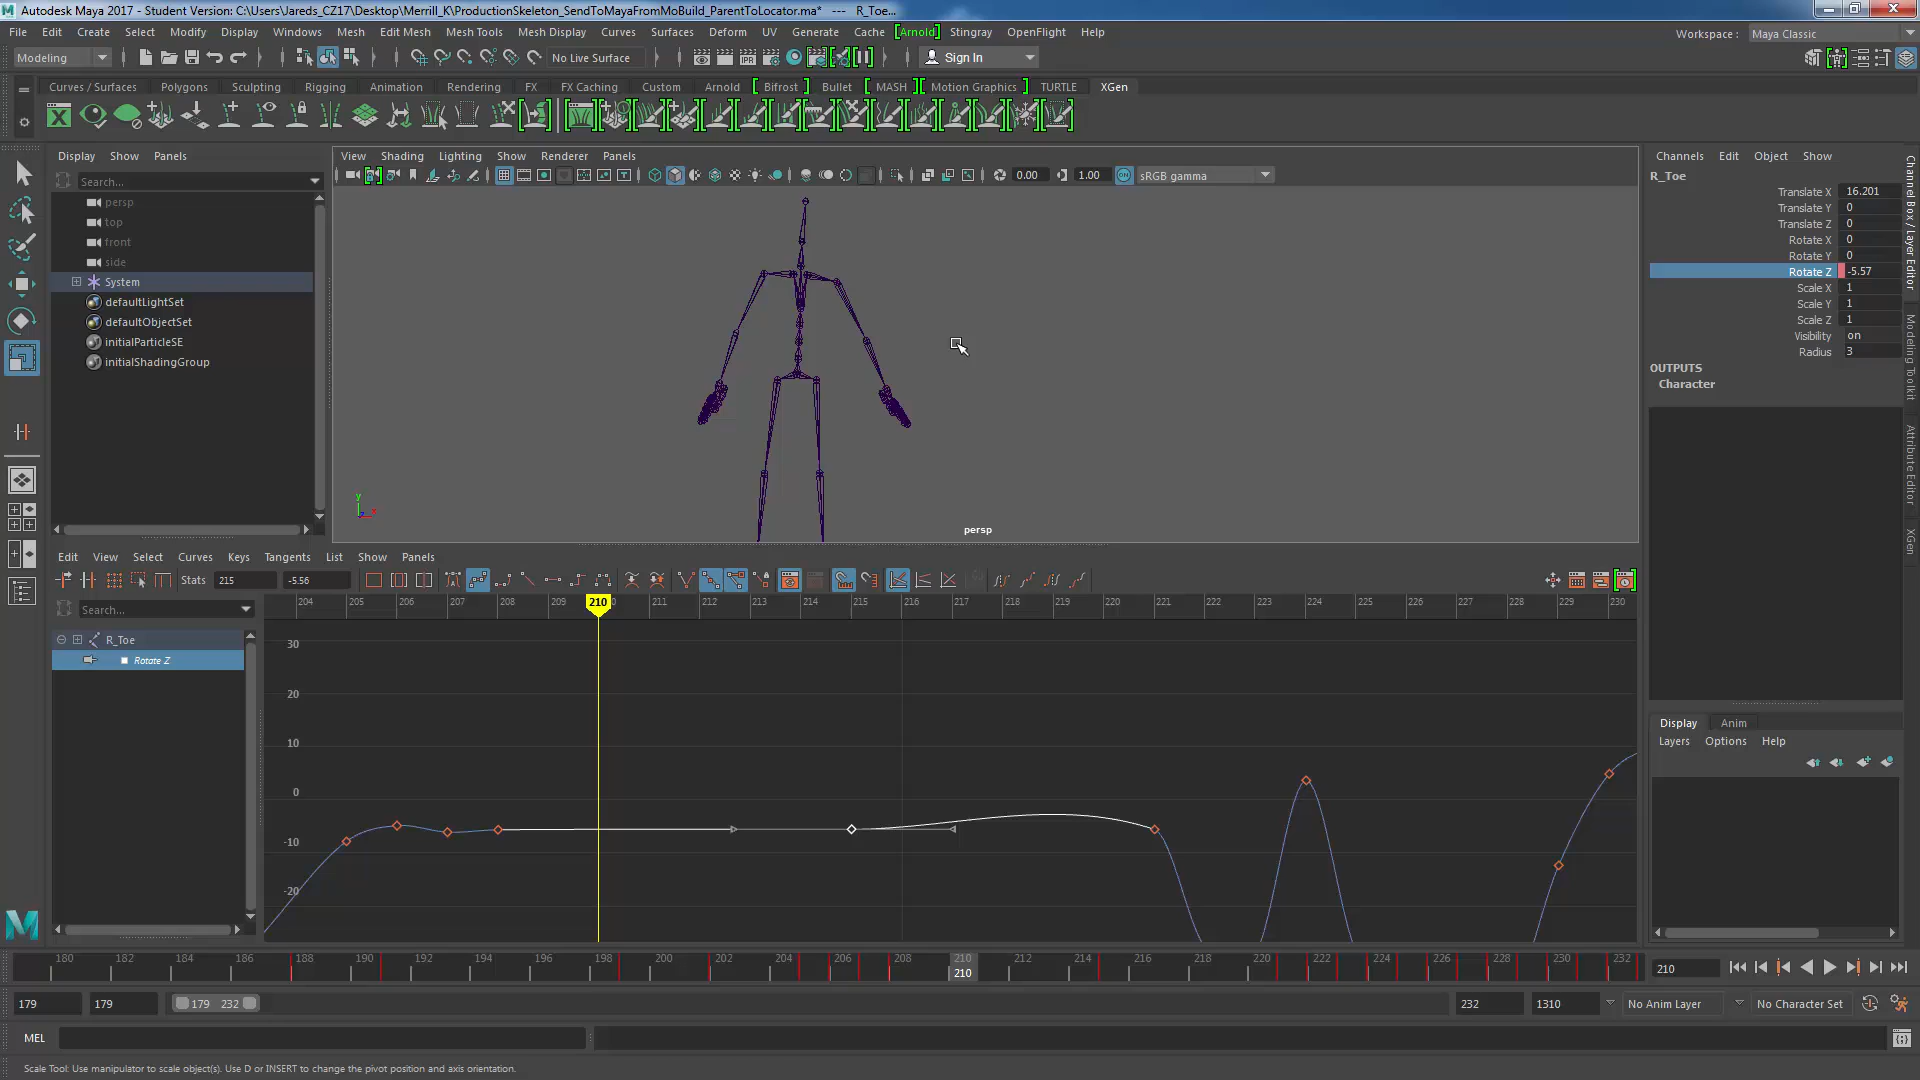 Autodesk Maya 2017 - Student Version: C:\Users\Jareds_CZ17\Desktop\Merrill_K\ProductionSkeleton_SendToMayaFromMoBuild_ParentToLocator.ma* --- R_Toe...
File Edit Create Select Modify Display Windows Mesh Edit Mesh Mesh Tools Mesh Display Curves Surfaces Deform UV Generate Cache Arnold Stingray OpenFlight Help Workspace : Maya Classic
Modeling No Live Surface IPR Sign In
Curves / Surfaces Polygons Sculpting Rigging Animation Rendering FX FX Caching Custom Arnold Bifrost Bullet MASH Motion Graphics TURTLE XGen
Display Show Panels
Search...
persp
top
front
side
System
defaultLightSet
defaultObjectSet
initialParticleSE
initialShadingGroup
View Shading Lighting Show Renderer Panels
0.00 1.00 ON sRGB gamma
y
x
persp
Channels Edit Object Show
R_Toe
Translate X 16.201
Translate Y 0
Translate Z 0
Rotate X 0
Rotate Y 0
Rotate Z -5.57
Scale X 1
Scale Y 1
Scale Z 1
Visibility on
Radius 3
OUTPUTS
Character
Channel Box / Layer Editor
Modeling Toolkit
Attribute Editor
XGen
Edit View Select Curves Keys Tangents List Show Panels
Stats 215 -5.56
Search...
R_Toe
Rotate Z
204 205 206 207 208 209 210 211 212 213 214 215 216 217 218 219 220 221 222 223 224 225 226 227 228 229 230
30
20
10
0
-10
-20
Display Anim
Layers Options Help
180 182 184 186 188 190 192 194 196 198 200 202 204 206 208 210 212 214 216 218 220 222 224 226 228 230 232
210
210
179 179 179 232 232 1310 No Anim Layer No Character Set
MEL
Scale Tool: Use manipulator to scale object(s). Use D or INSERT to change the pivot position and axis orientation.